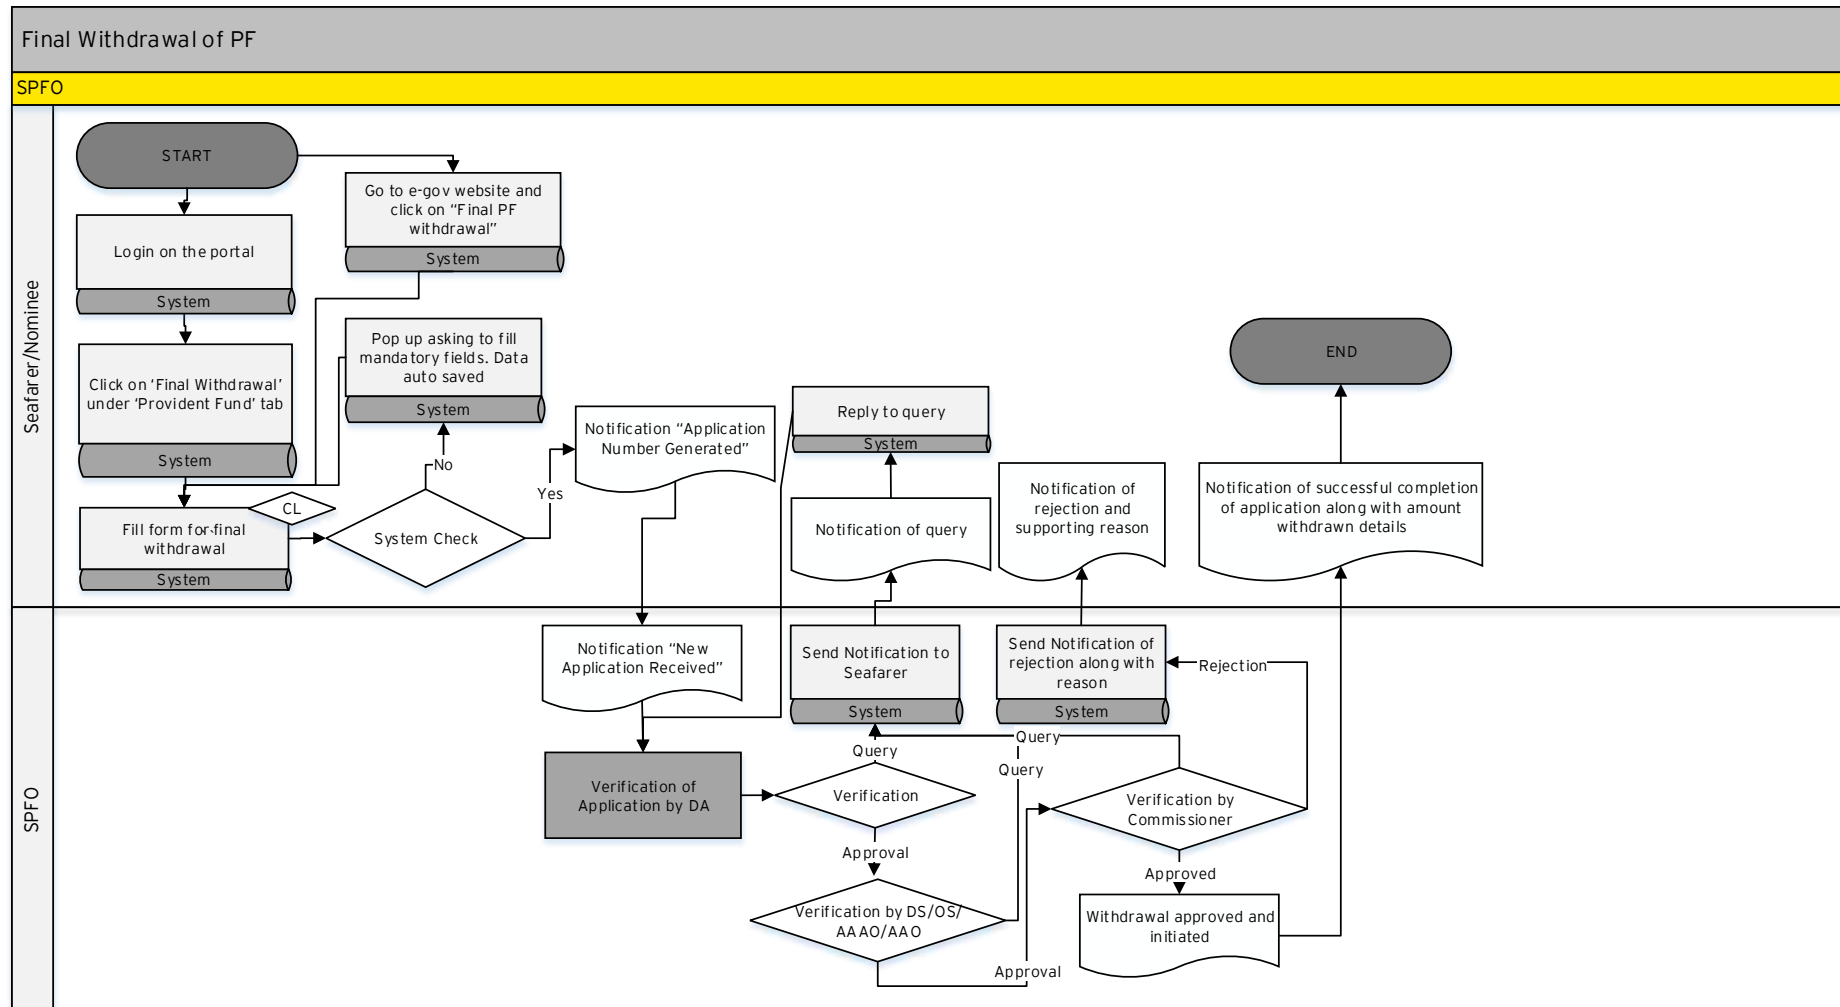 Final Withdrawal of PF
SPFO
Seafarer/Nominee
START
Go to e-gov website and
click on “Final PF
withdrawal”
System
Login on the portal
System
Click on ‘Final Withdrawal’
under ‘Provident Fund’ tab
System
Pop up asking to fill
mandatory fields. Data
auto saved
System
No
CL
Fill form for final
withdrawal
System
System Check
Yes
Notification “Application
Number Generated”
Reply to query
System
Notification of query
Notification of
rejection and
supporting reason
END
Notification of successful completion
of application along with amount
withdrawn details
SPFO
Notification “New
Application Received”
Send Notification to
Seafarer
System
Send Notification of
rejection along with
reason
System
Rejection
Query
Query
Query
Verification of
Application by DA
Verification
Approval
Verification by DS/OS/
AAAO/AAO
Approval
Verification by
Commissioner
Approved
Withdrawal approved and
initiated